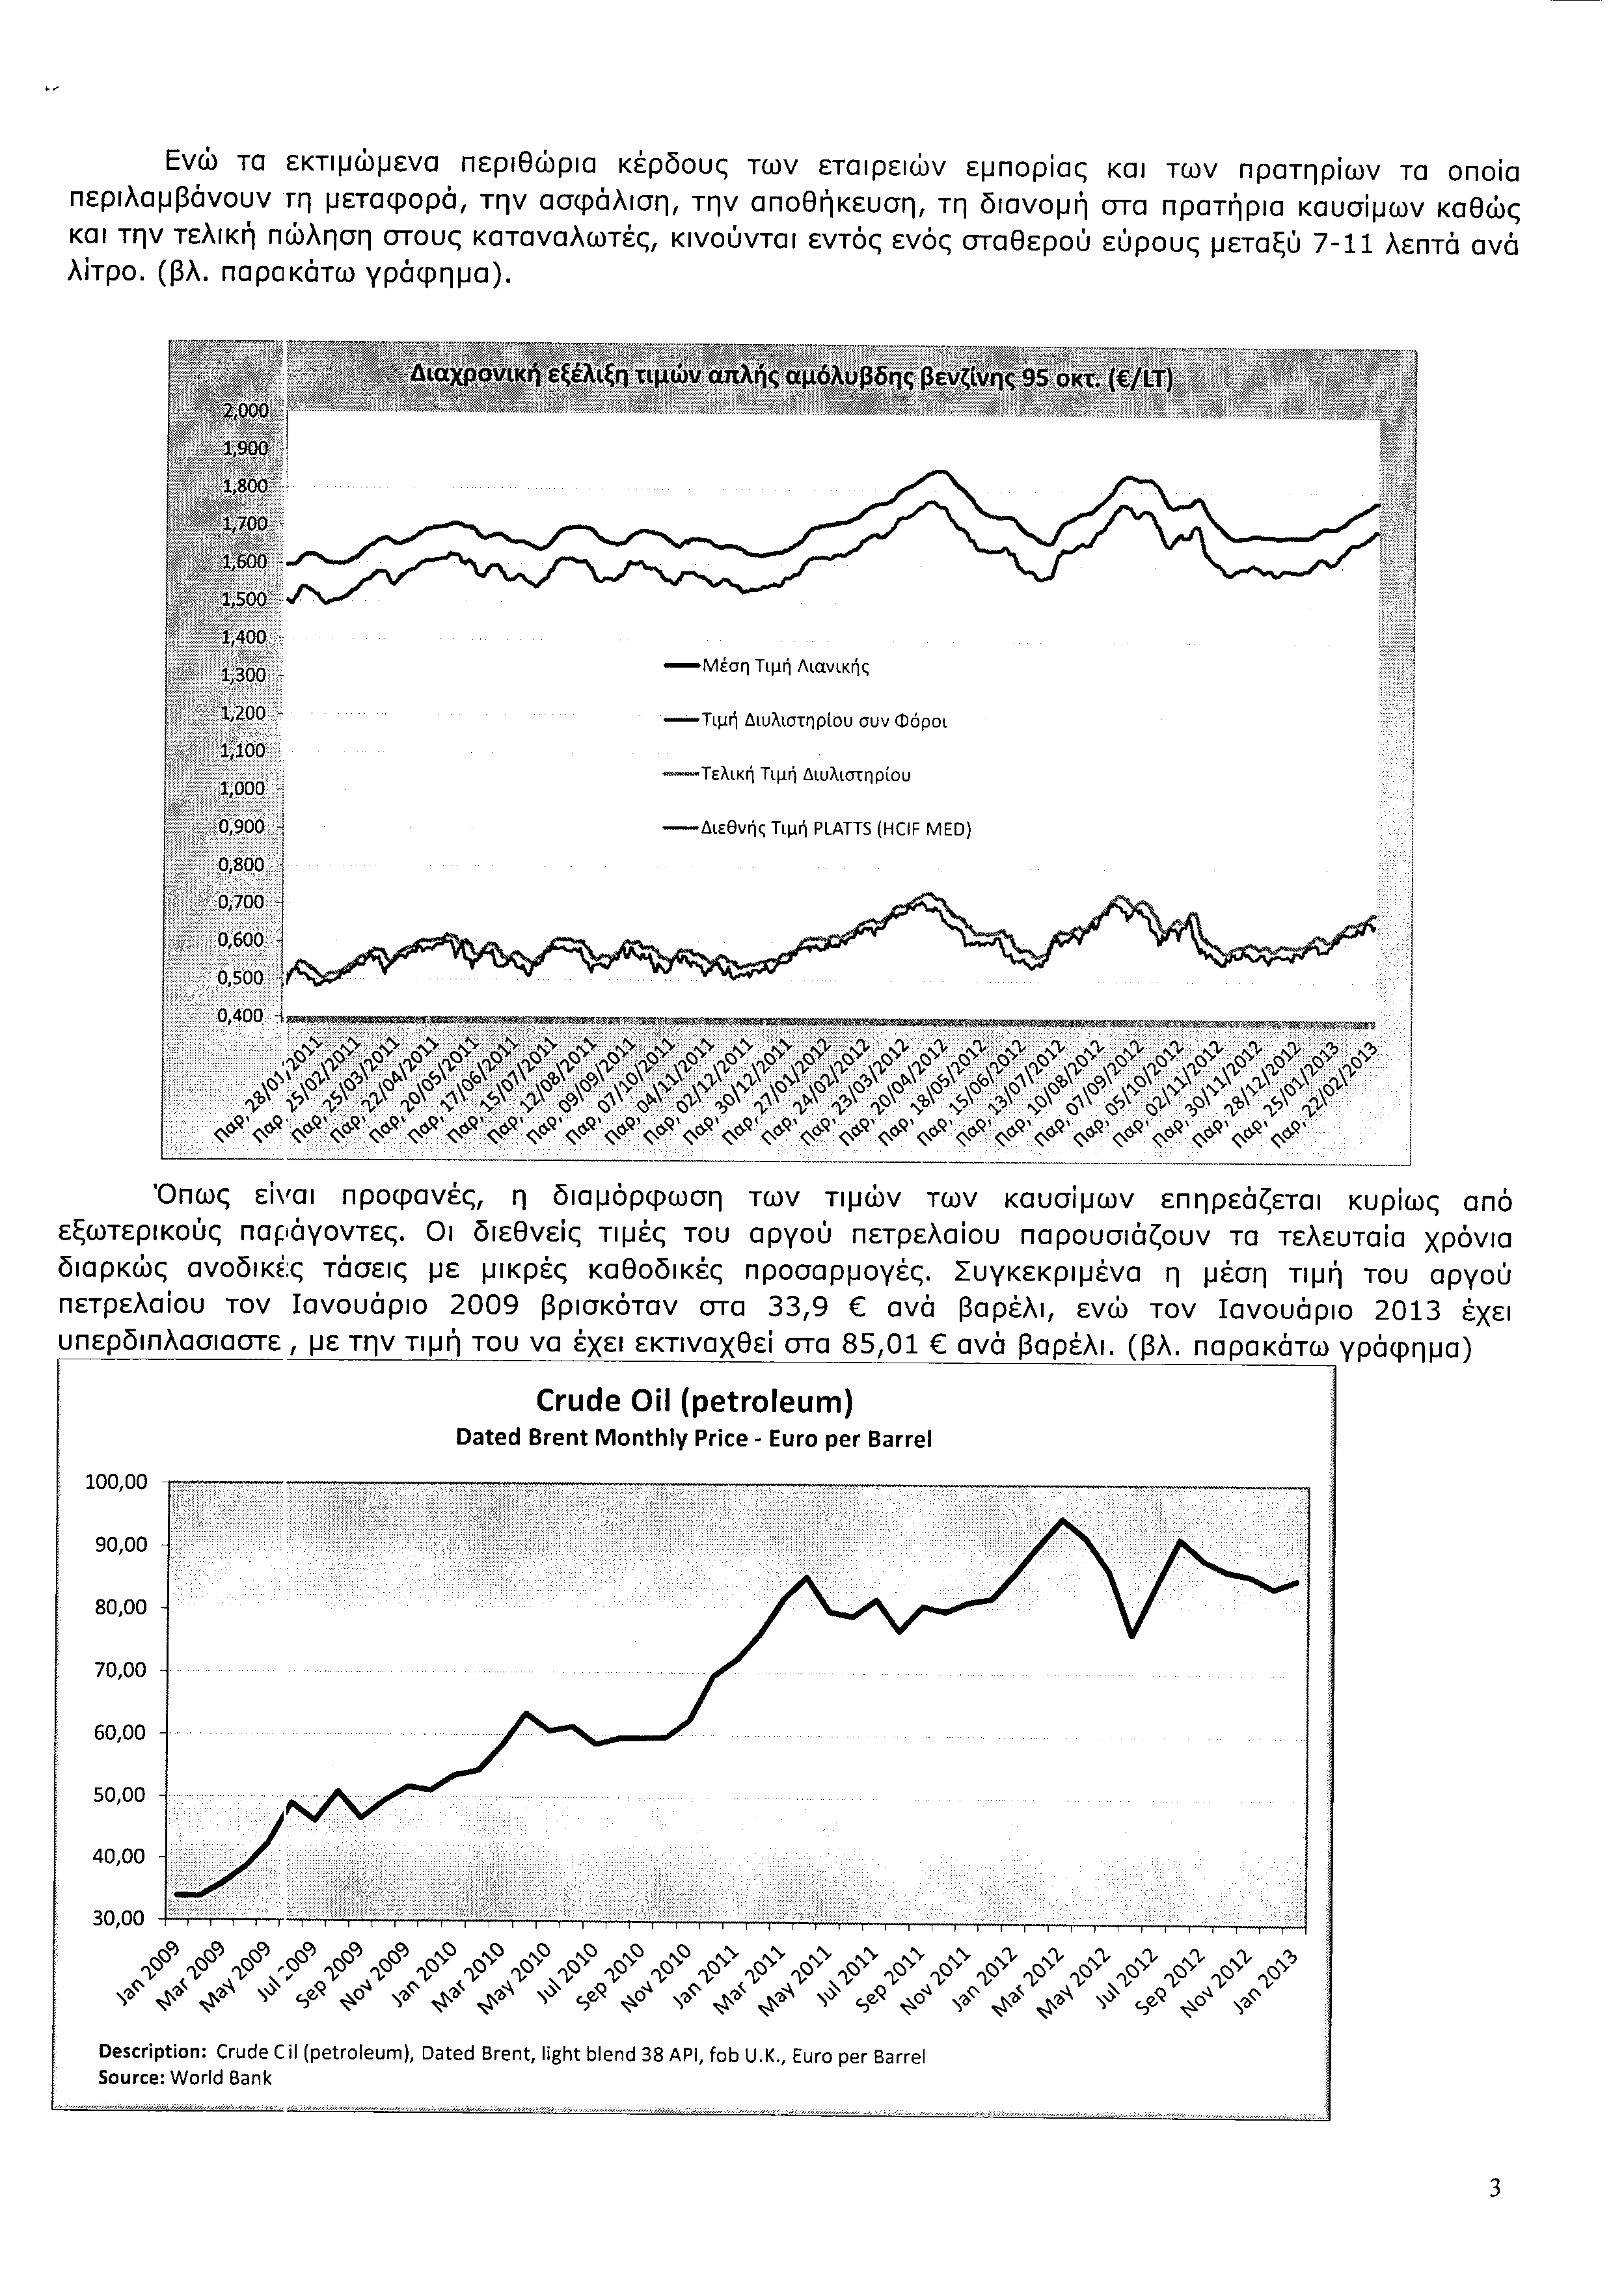 Ενώ τα εκτιμώμενα περιθώρια κέρδους των εταιρειών εμπορίας και των πρατηρίων τα οποία
περιλαμβάνουν τη μεταφορά, την ασφάλιση, την αποθήκευση, τη διανομή στα πρατήρια καυσίμων καθώς
και την τελική πώληση στους καταναλωτές, κινούνται εντός ενός σταθερού εύρους μεταξύ 7-11 λεπτά ανά
λίτρο. (βλ. παρακάτω γράφημα).
Διαχρονική εξέλιξη τιμών απλής αμόλυβδης βενζίνης 95 οκτ. (€/LT)
2,000
1,900
1,800
1,700
1,600
1,500
1,400
1,300
1,200
1,100
1,000
0,900
0,800
0,700
0,600
0,500
0,400
Μέση Τιμή Λιανικής
Τιμή Διυλιστηρίου συν Φόροι
Τελική Τιμή Διυλιστηρίου
Διεθνής Τιμή PLATTS (HCIF MED)
Παρ, 28/01/2011
Παρ, 25/02/2011
Παρ, 25/03/2011
Παρ, 22/04/2011
Παρ, 20/05/2011
Παρ, 17/06/2011
Παρ, 15/07/2011
Παρ, 12/08/2011
Παρ, 09/09/2011
Παρ, 07/10/2011
Παρ, 04/11/2011
Παρ, 02/12/2011
Παρ, 30/12/2011
Παρ, 27/01/2012
Παρ, 24/02/2012
Παρ, 23/03/2012
Παρ, 20/04/2012
Παρ, 18/05/2012
Παρ, 15/06/2012
Παρ, 13/07/2012
Παρ, 10/08/2012
Παρ, 07/09/2012
Παρ, 05/10/2012
Παρ, 02/11/2012
Παρ, 30/11/2012
Παρ, 28/12/2012
Παρ, 25/01/2013
Παρ, 22/02/2013
Όπως είναι προφανές, η διαμόρφωση των τιμών των καυσίμων επηρεάζεται κυρίως από
εξωτερικούς παράγοντες. Οι διεθνείς τιμές του αργού πετρελαίου παρουσιάζουν τα τελευταία χρόνια
διαρκώς ανοδικές τάσεις με μικρές καθοδικές προσαρμογές. Συγκεκριμένα η μέση τιμή του αργού
πετρελαίου τον Ιανουάριο 2009 βρισκόταν στα 33,9 € ανά βαρέλι, ενώ τον Ιανουάριο 2013 έχει
υπερδιπλασιαστε , με την τιμή του να έχει εκτιναχθεί στα 85,01 € ανά βαρέλι. (βλ. παρακάτω γράφημα)
Crude Oil (petroleum)
Dated Brent Monthly Price - Euro per Barrel
100,00
90,00
80,00
70,00
60,00
50,00
40,00
30,00
Jan 2009
Mar 2009
May 2009
Jul 2009
Sep 2009
Nov 2009
Jan 2010
Mar 2010
May 2010
Jul 2010
Sep 2010
Nov 2010
Jan 2011
Mar 2011
May 2011
Jul 2011
Sep 2011
Nov 2011
Jan 2012
Mar 2012
May 2012
Jul 2012
Sep 2012
Nov 2012
Jan 2013
Description: Crude Oil (petroleum), Dated Brent, light blend 38 API, fob U.K., Euro per Barrel
Source: World Bank
3